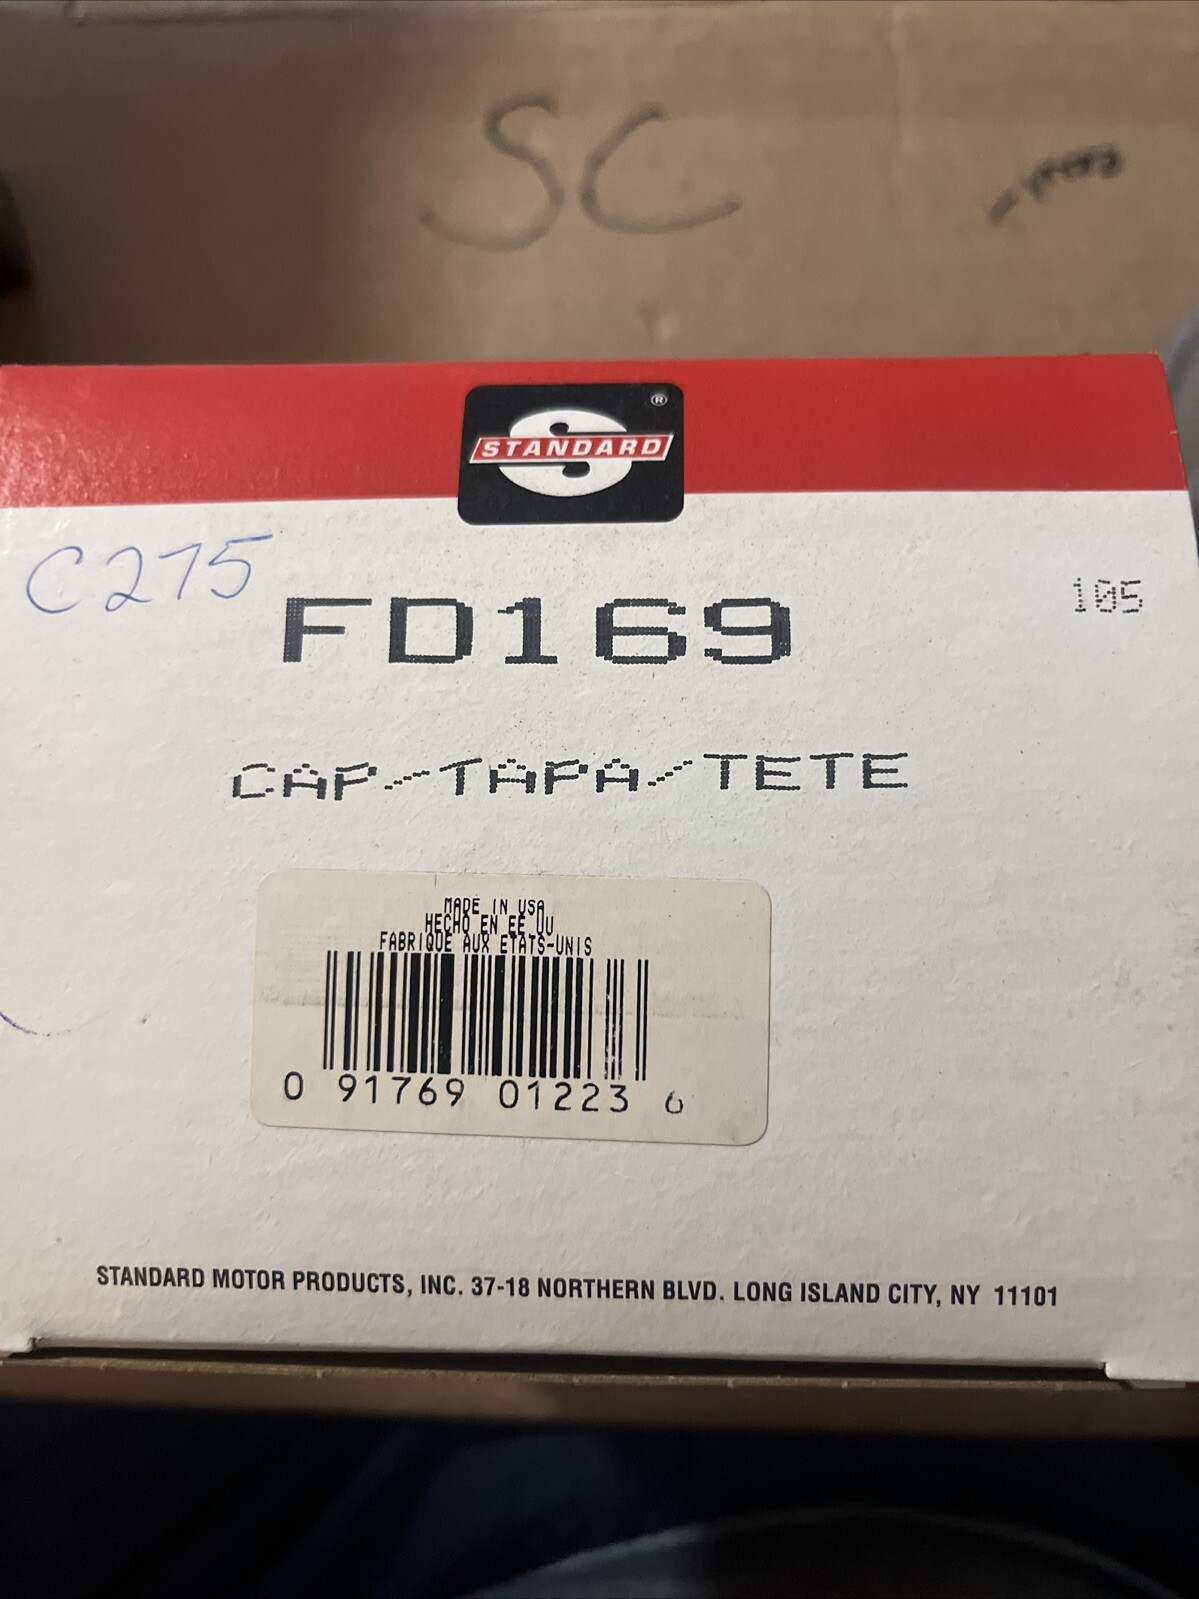 SC
STANDARD
®
C275
FD169
105
CAP/TAPA/TETE
MADE IN USA
HECHO EN EE UU
FABRIQUE AUX ETATS-UNIS
0 91769 01223 6
STANDARD MOTOR PRODUCTS, INC. 37-18 NORTHERN BLVD. LONG ISLAND CITY, NY 11101